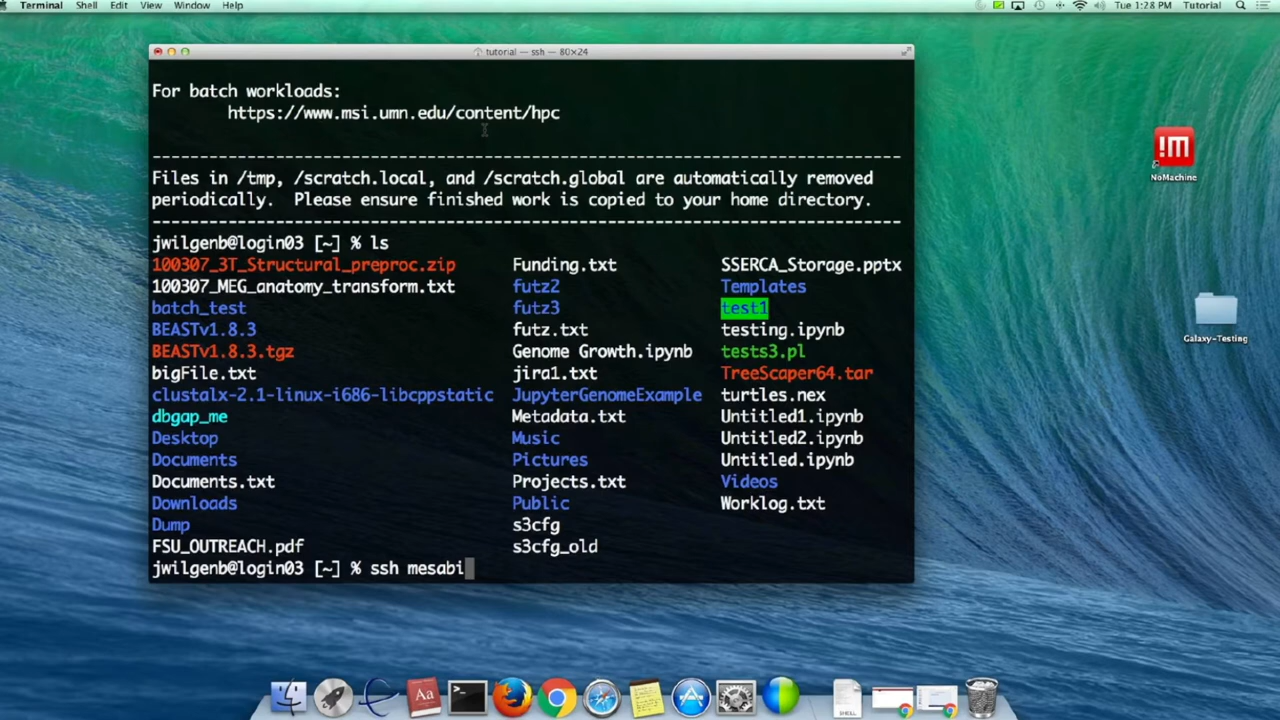 Terminal Shell Edit View Window Help Tue 1:28 PM Tutorial
tutorial — ssh — 80×24
For batch workloads:
https://www.msi.umn.edu/content/hpc
--------------------------------------------------------------------------------
Files in /tmp, /scratch.local, and /scratch.global are automatically removed
periodically. Please ensure finished work is copied to your home directory.
--------------------------------------------------------------------------------
jwilgenb@login03 [~] % ls
100307_3T_Structural_preproc.zip Funding.txt SSERCA_Storage.pptx
100307_MEG_anatomy_transform.txt futz2 Templates
batch_test futz3 test1
BEASTv1.8.3 futz.txt testing.ipynb
BEASTv1.8.3.tgz Genome Growth.ipynb tests3.pl
bigFile.txt jira1.txt TreeScaper64.tar
clustalx-2.1-linux-i686-libcppstatic JupyterGenomeExample turtles.nex
dbgap_me Metadata.txt Untitled1.ipynb
Desktop Music Untitled2.ipynb
Documents Pictures Untitled.ipynb
Documents.txt Projects.txt Videos
Downloads Public Worklog.txt
Dump s3cfg
FSU_OUTREACH.pdf s3cfg_old
jwilgenb@login03 [~] % ssh mesabi
!M
NoMachine
Galaxy-Testing
Aa
>_
SHELL